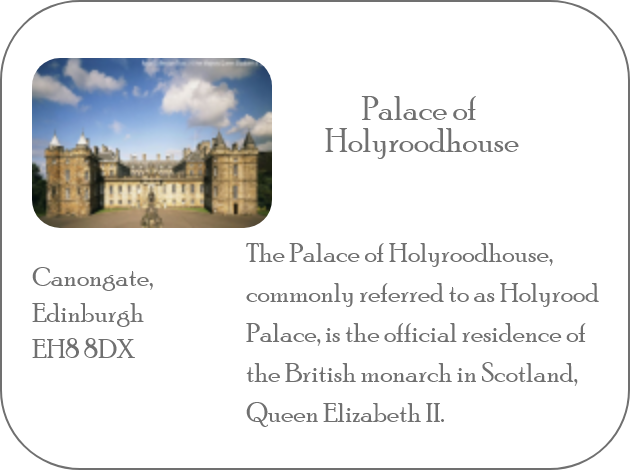 Palace of
Holyroodhouse
Canongate,
Edinburgh
EH8 8DX
The Palace of Holyroodhouse,
commonly referred to as Holyrood
Palace, is the official residence of
the British monarch in Scotland,
Queen Elizabeth II.